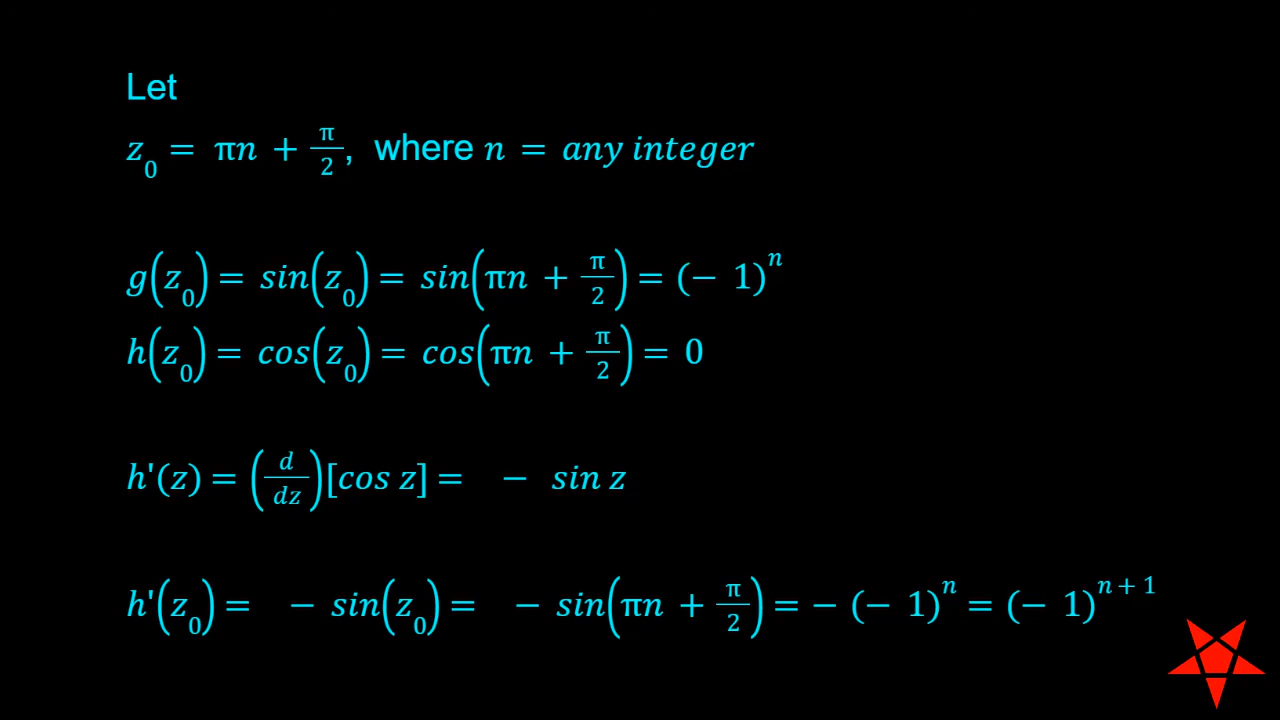 Let
z₀ = πn + π/2, where n = any integer
g(z₀) = sin(z₀) = sin(πn + π/2) = (− 1)ⁿ
h(z₀) = cos(z₀) = cos(πn + π/2) = 0
h'(z) = (d/dz)[cos z] = − sin z
h'(z₀) = − sin(z₀) = − sin(πn + π/2) = − (− 1)ⁿ = (− 1)ⁿ⁺¹